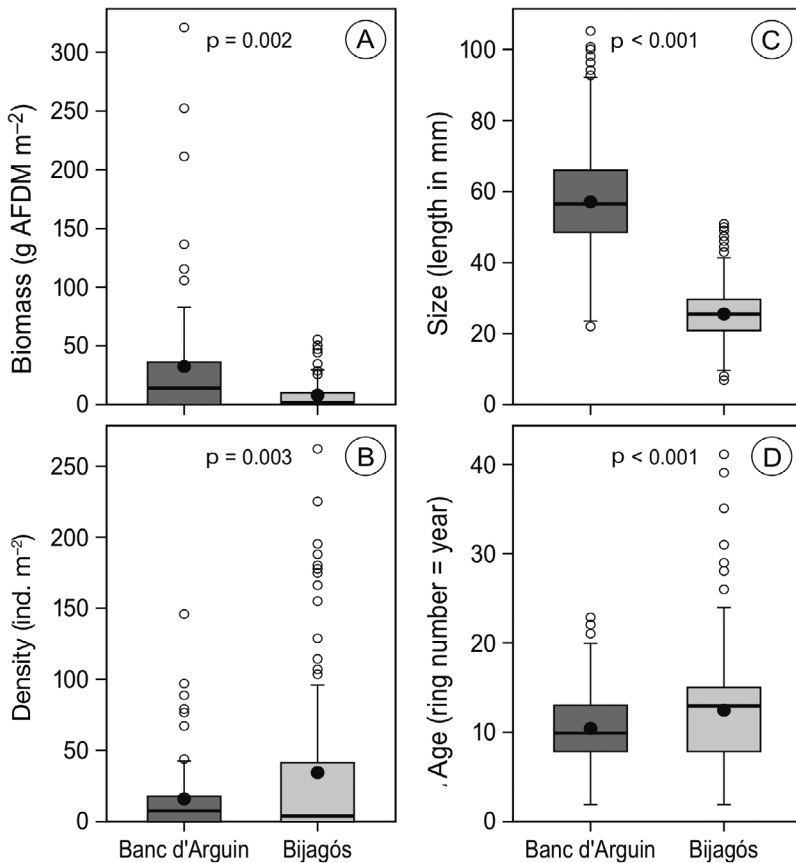 p = 0.002
A
Biomass (g AFDM m⁻²)
300
250
200
150
100
50
0
p < 0.001
C
Size (length in mm)
100
80
60
40
20
0
p = 0.003
B
Density (ind. m⁻²)
250
200
150
100
50
0
Banc d'Arguin
Bijagós
p < 0.001
D
Age (ring number = year)
40
30
20
10
0
Banc d'Arguin
Bijagós